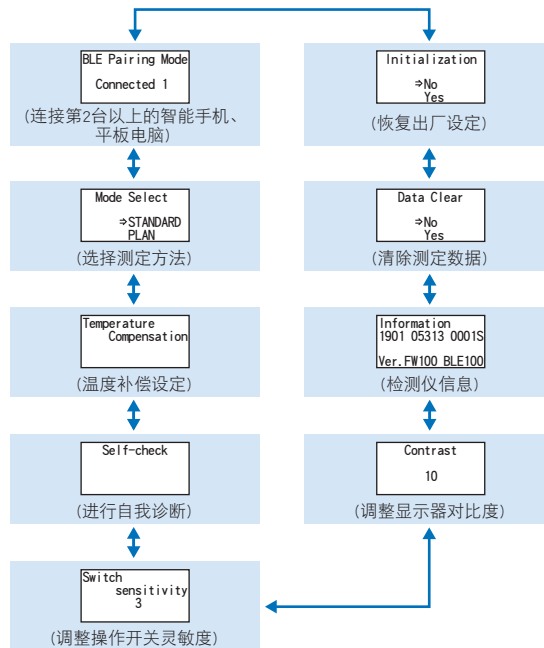 BLE Pairing Mode
Connected 1
(连接第2台以上的智能手机、
平板电脑)
Mode Select
⇒STANDARD
PLAN
(选择测定方法)
Temperature
Compensation
(温度补偿设定)
Self-check
(进行自我诊断)
Switch
sensitivity
3
(调整操作开关灵敏度)
Initialization
⇒No
Yes
(恢复出厂设定)
Data Clear
⇒No
Yes
(清除测定数据)
Information
1901 05313 0001S
Ver.FW100 BLE100
(检测仪信息)
Contrast
10
(调整显示器对比度)